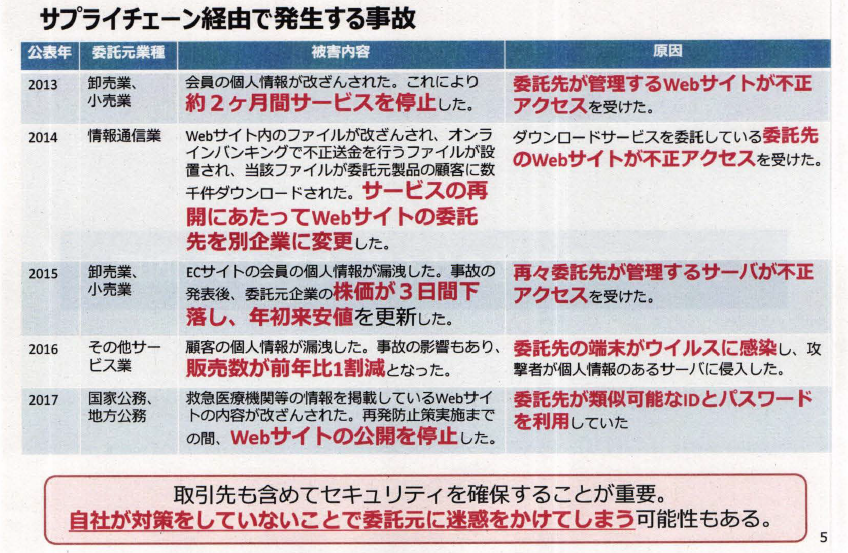 サプライチェーン経由で発生する事故
公表年 委託元業種 被害内容 原因
2013 卸売業、
小売業
会員の個人情報が改ざんされた。これにより
約2ヶ月間サービスを停止した。
委託先が管理するWebサイトが不正
アクセスを受けた。
2014 情報通信業
Webサイト内のファイルが改ざんされ、オンラ
インバンキングで不正送金を行うファイルが設
置され、当該ファイルが委託元製品の顧客に数
千件ダウンロードされた。サービスの再
開にあたってWebサイトの委託
先を別企業に変更した。
ダウンロードサービスを委託している委託先
のWebサイトが不正アクセスを受けた。
2015 卸売業、
小売業
ECサイトの会員の個人情報が漏洩した。事故の
発表後、委託元企業の株価が3日間下
落し、年初来安値を更新した。
再々委託先が管理するサーバが不正
アクセスを受けた。
2016 その他サー
ビス業
顧客の個人情報が漏洩した。事故の影響もあり、
販売数が前年比1割減となった。
委託先の端末がウイルスに感染し、攻
撃者が個人情報のあるサーバに侵入した。
2017 国家公務、
地方公務
救急医療機関等の情報を掲載しているWebサイ
トの内容が改ざんされた。再発防止策実施まで
の間、Webサイトの公開を停止した。
委託先が類似可能なIDとパスワード
を利用していた
取引先も含めてセキュリティを確保することが重要。
自社が対策をしていないことで委託元に迷惑をかけてしまう可能性もある。
5